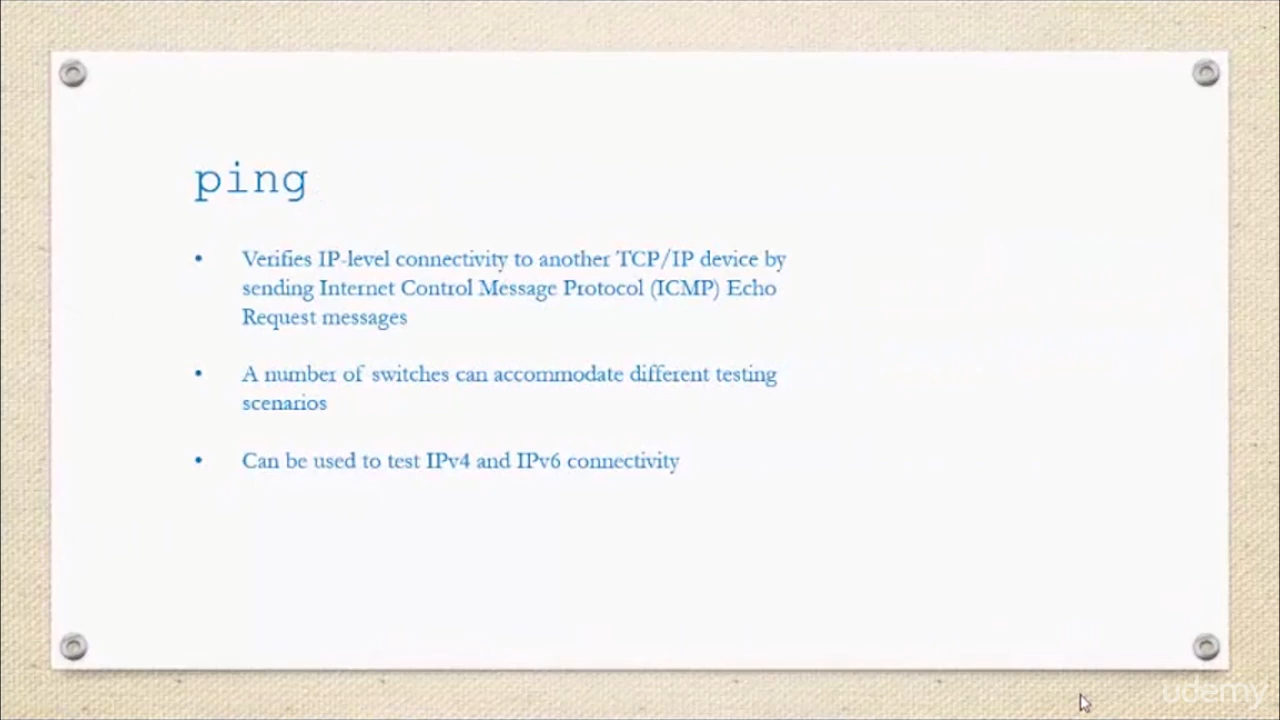 ping
• Verifies IP-level connectivity to another TCP/IP device by
sending Internet Control Message Protocol (ICMP) Echo
Request messages
• A number of switches can accommodate different testing
scenarios
• Can be used to test IPv4 and IPv6 connectivity
udemy